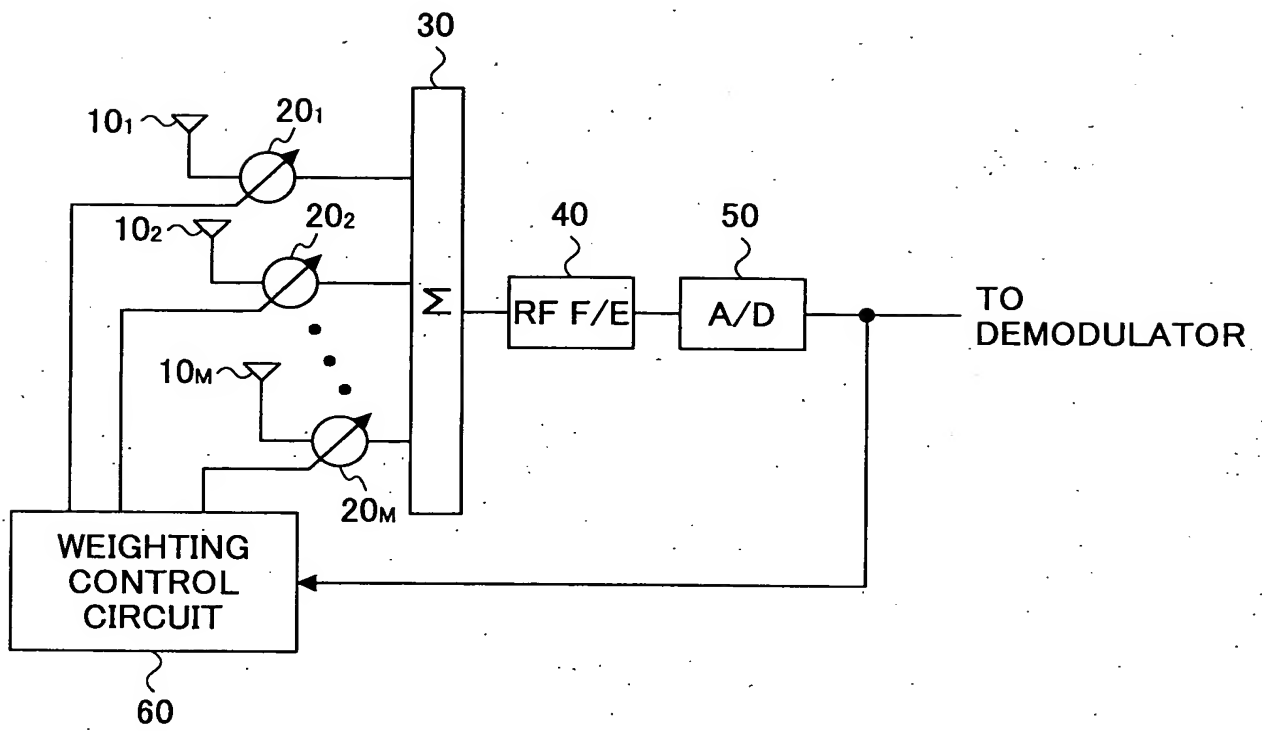 30
10₁
20₁
10₂
20₂
40
50
Σ
RF F/E
A/D
TO
DEMODULATOR
10M
20M
WEIGHTING
CONTROL
CIRCUIT
60